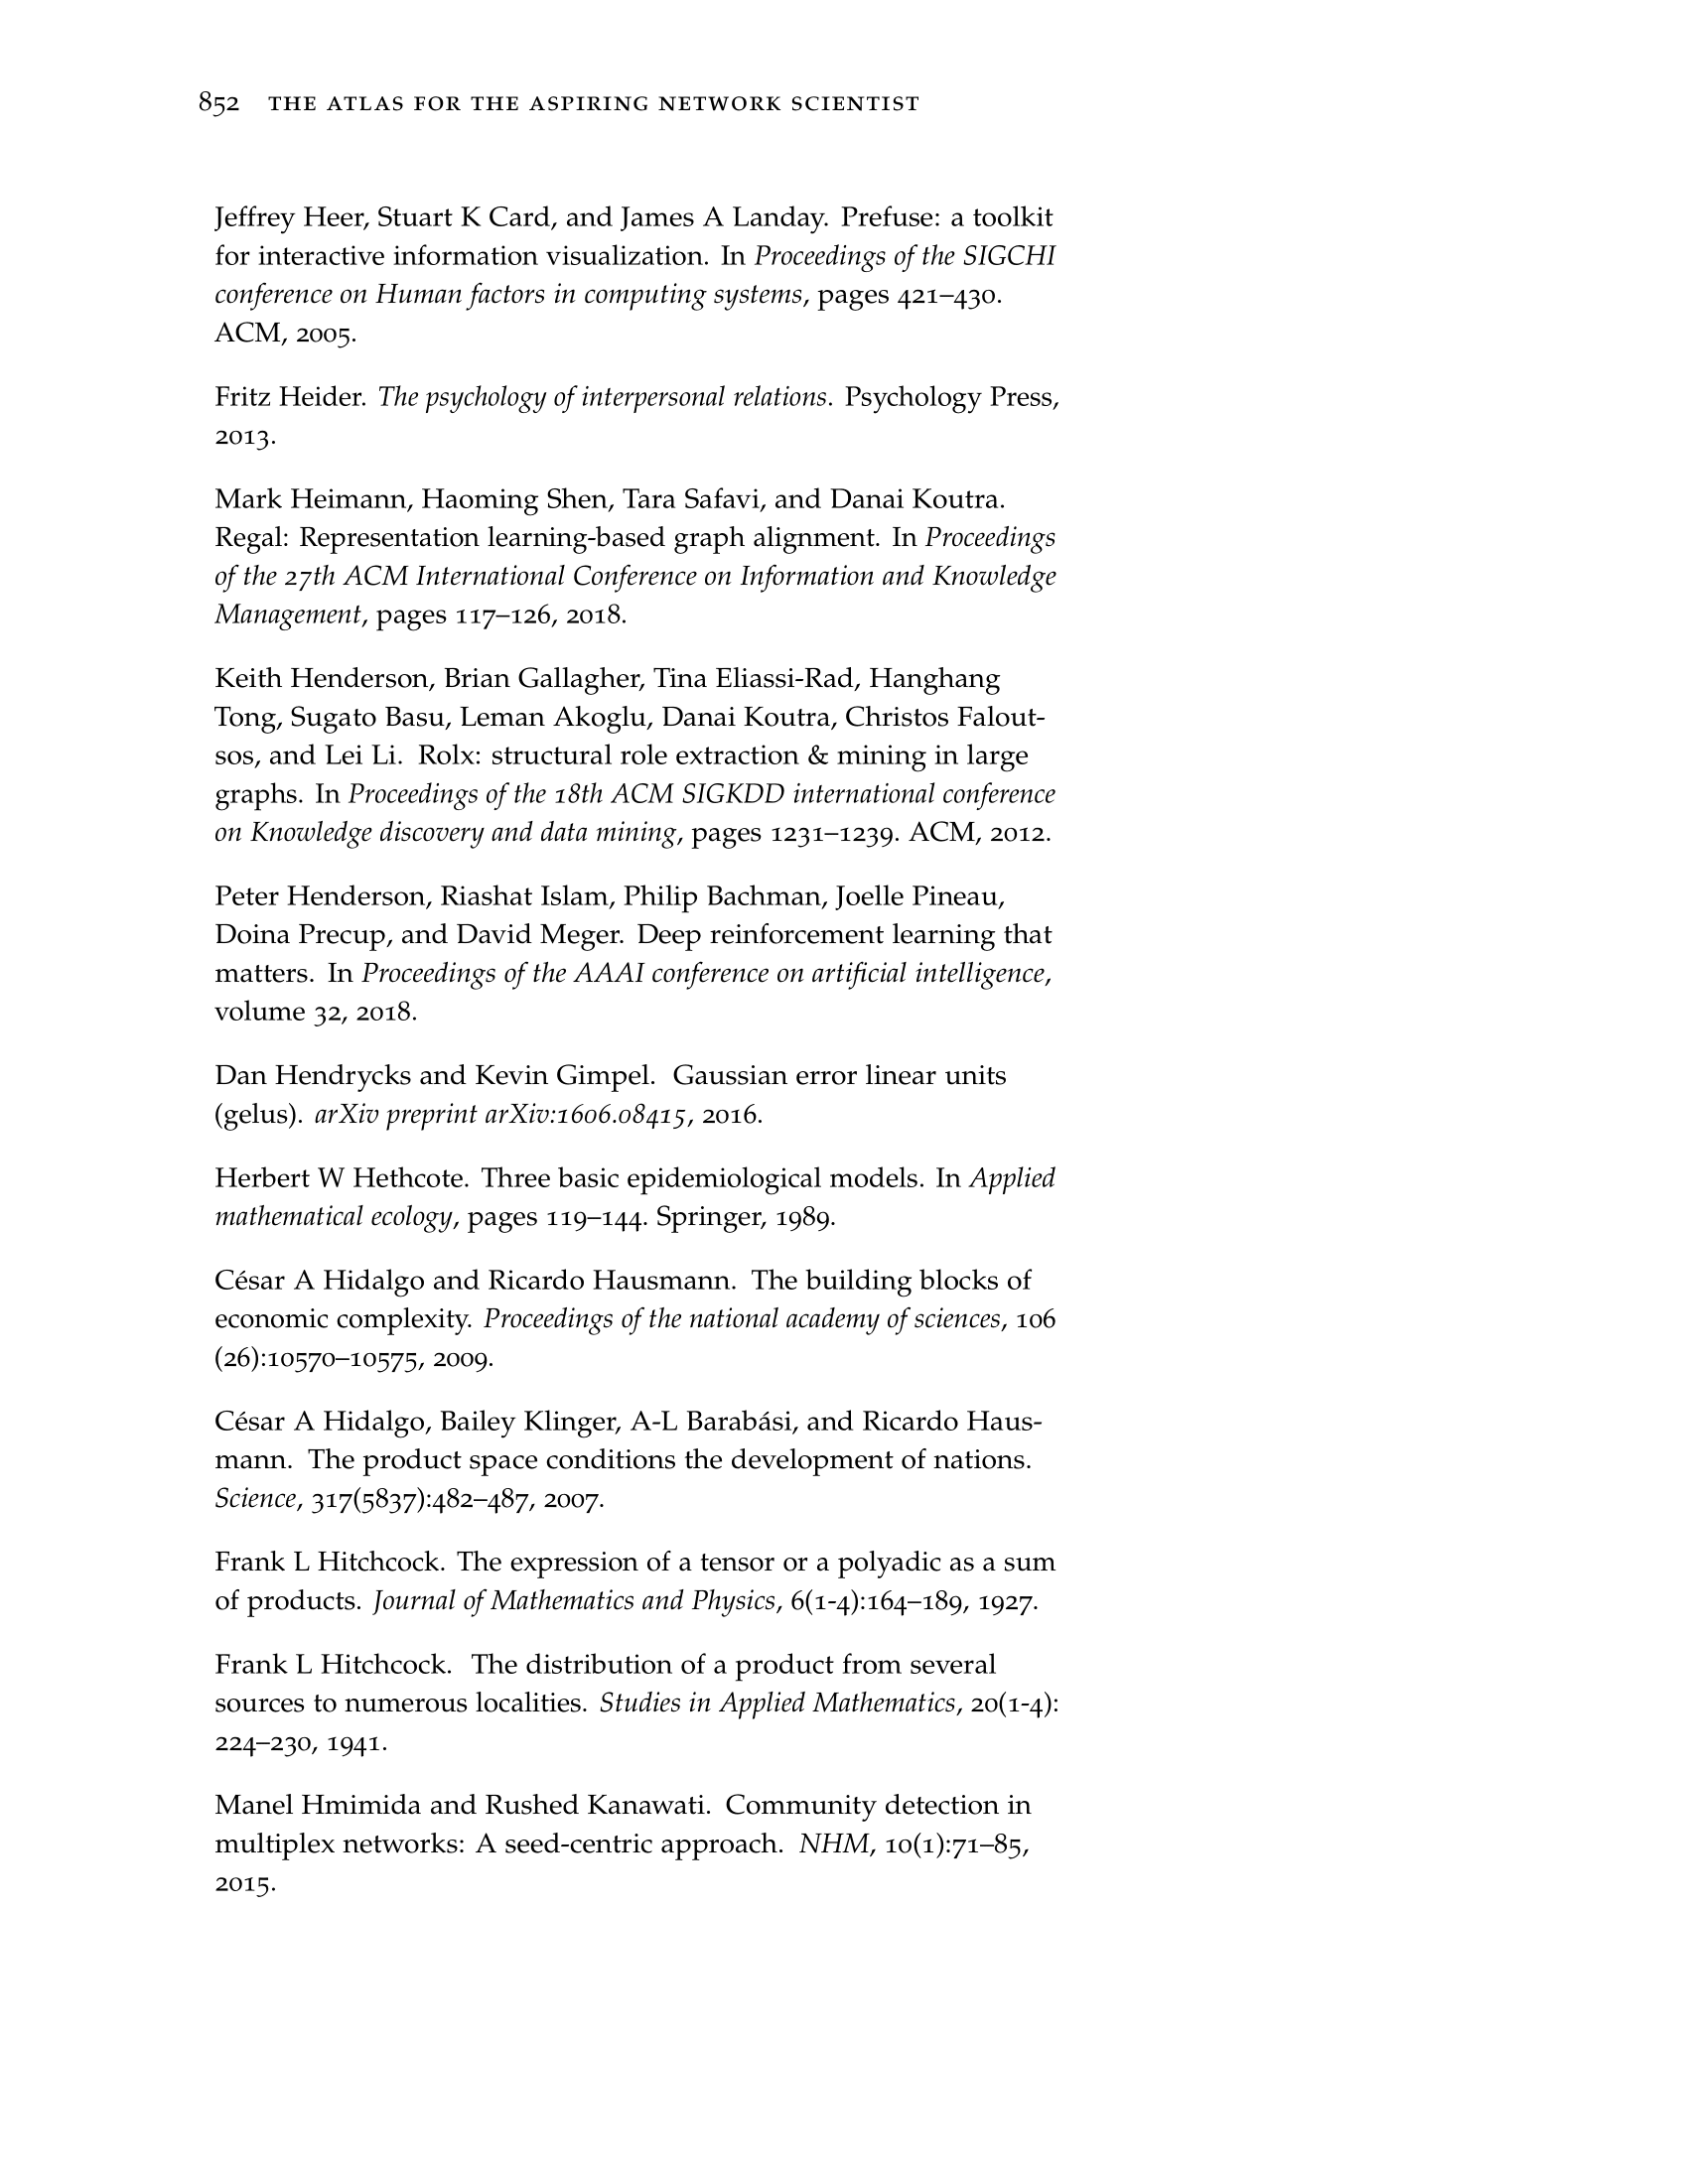 852 THE ATLAS FOR THE ASPIRING NETWORK SCIENTIST
Jeffrey Heer, Stuart K Card, and James A Landay. Prefuse: a toolkit
for interactive information visualization. In Proceedings of the SIGCHI
conference on Human factors in computing systems, pages 421–430.
ACM, 2005.
Fritz Heider. The psychology of interpersonal relations. Psychology Press,
2013.
Mark Heimann, Haoming Shen, Tara Safavi, and Danai Koutra.
Regal: Representation learning-based graph alignment. In Proceedings
of the 27th ACM International Conference on Information and Knowledge
Management, pages 117–126, 2018.
Keith Henderson, Brian Gallagher, Tina Eliassi-Rad, Hanghang
Tong, Sugato Basu, Leman Akoglu, Danai Koutra, Christos Falout-
sos, and Lei Li. Rolx: structural role extraction & mining in large
graphs. In Proceedings of the 18th ACM SIGKDD international conference
on Knowledge discovery and data mining, pages 1231–1239. ACM, 2012.
Peter Henderson, Riashat Islam, Philip Bachman, Joelle Pineau,
Doina Precup, and David Meger. Deep reinforcement learning that
matters. In Proceedings of the AAAI conference on artificial intelligence,
volume 32, 2018.
Dan Hendrycks and Kevin Gimpel. Gaussian error linear units
(gelus). arXiv preprint arXiv:1606.08415, 2016.
Herbert W Hethcote. Three basic epidemiological models. In Applied
mathematical ecology, pages 119–144. Springer, 1989.
César A Hidalgo and Ricardo Hausmann. The building blocks of
economic complexity. Proceedings of the national academy of sciences, 106
(26):10570–10575, 2009.
César A Hidalgo, Bailey Klinger, A-L Barabási, and Ricardo Haus-
mann. The product space conditions the development of nations.
Science, 317(5837):482–487, 2007.
Frank L Hitchcock. The expression of a tensor or a polyadic as a sum
of products. Journal of Mathematics and Physics, 6(1-4):164–189, 1927.
Frank L Hitchcock. The distribution of a product from several
sources to numerous localities. Studies in Applied Mathematics, 20(1-4):
224–230, 1941.
Manel Hmimida and Rushed Kanawati. Community detection in
multiplex networks: A seed-centric approach. NHM, 10(1):71–85,
2015.